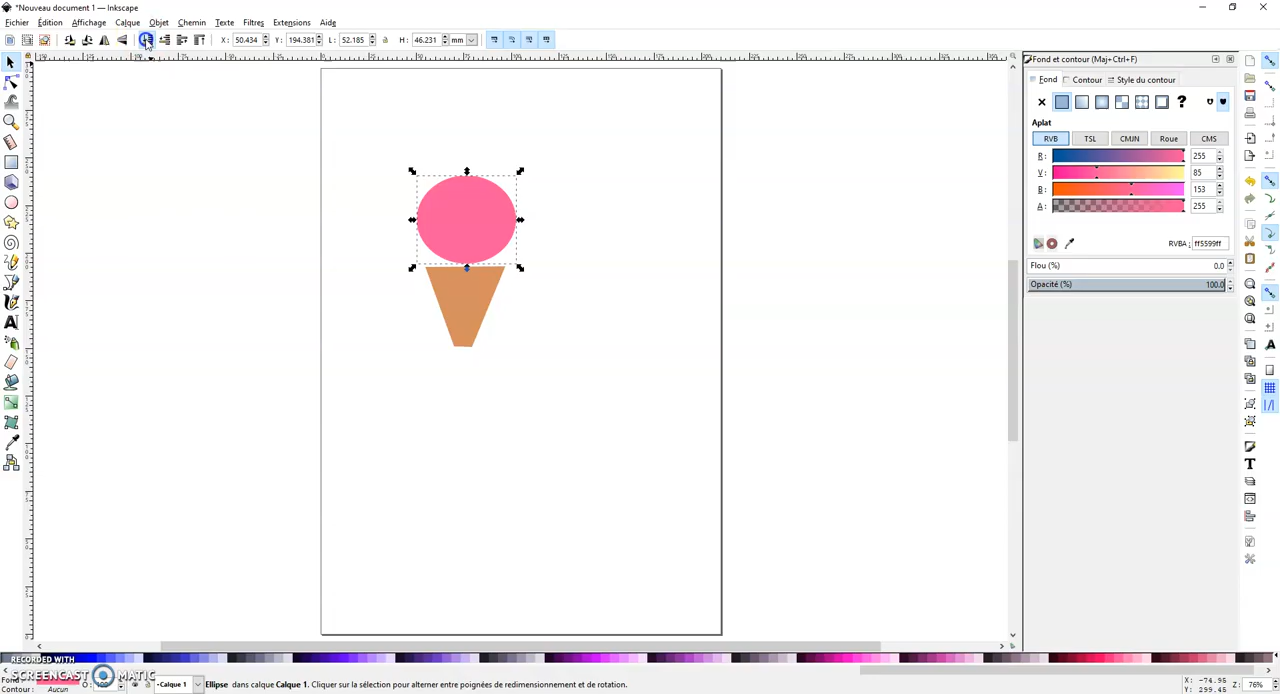 *Nouveau document 1 — Inkscape
Fichier Édition Affichage Calque Objet Chemin Texte Filtres Extensions Aide
X: 50.434 Y: 194.381 L: 52.185 H: 46.231 mm
Fond et contour (Maj+Ctrl+F)
Fond Contour Style du contour
Aplat
RVB TSL CMJN Roue CMS
R: 255
V: 85
B: 153
A: 255
RVBA : ff5599ff
Flou (%) 0.0
Opacité (%) 100.0
RECORDED WITH
SCREENCAST MATIC
Fond :
Contour : Aucun
O: 100
Calque 1
Ellipse dans calque Calque 1. Cliquer sur la sélection pour alterner entre poignées de redimensionnement et de rotation.
X: -74.95
Y: 299.45
Z: 76%